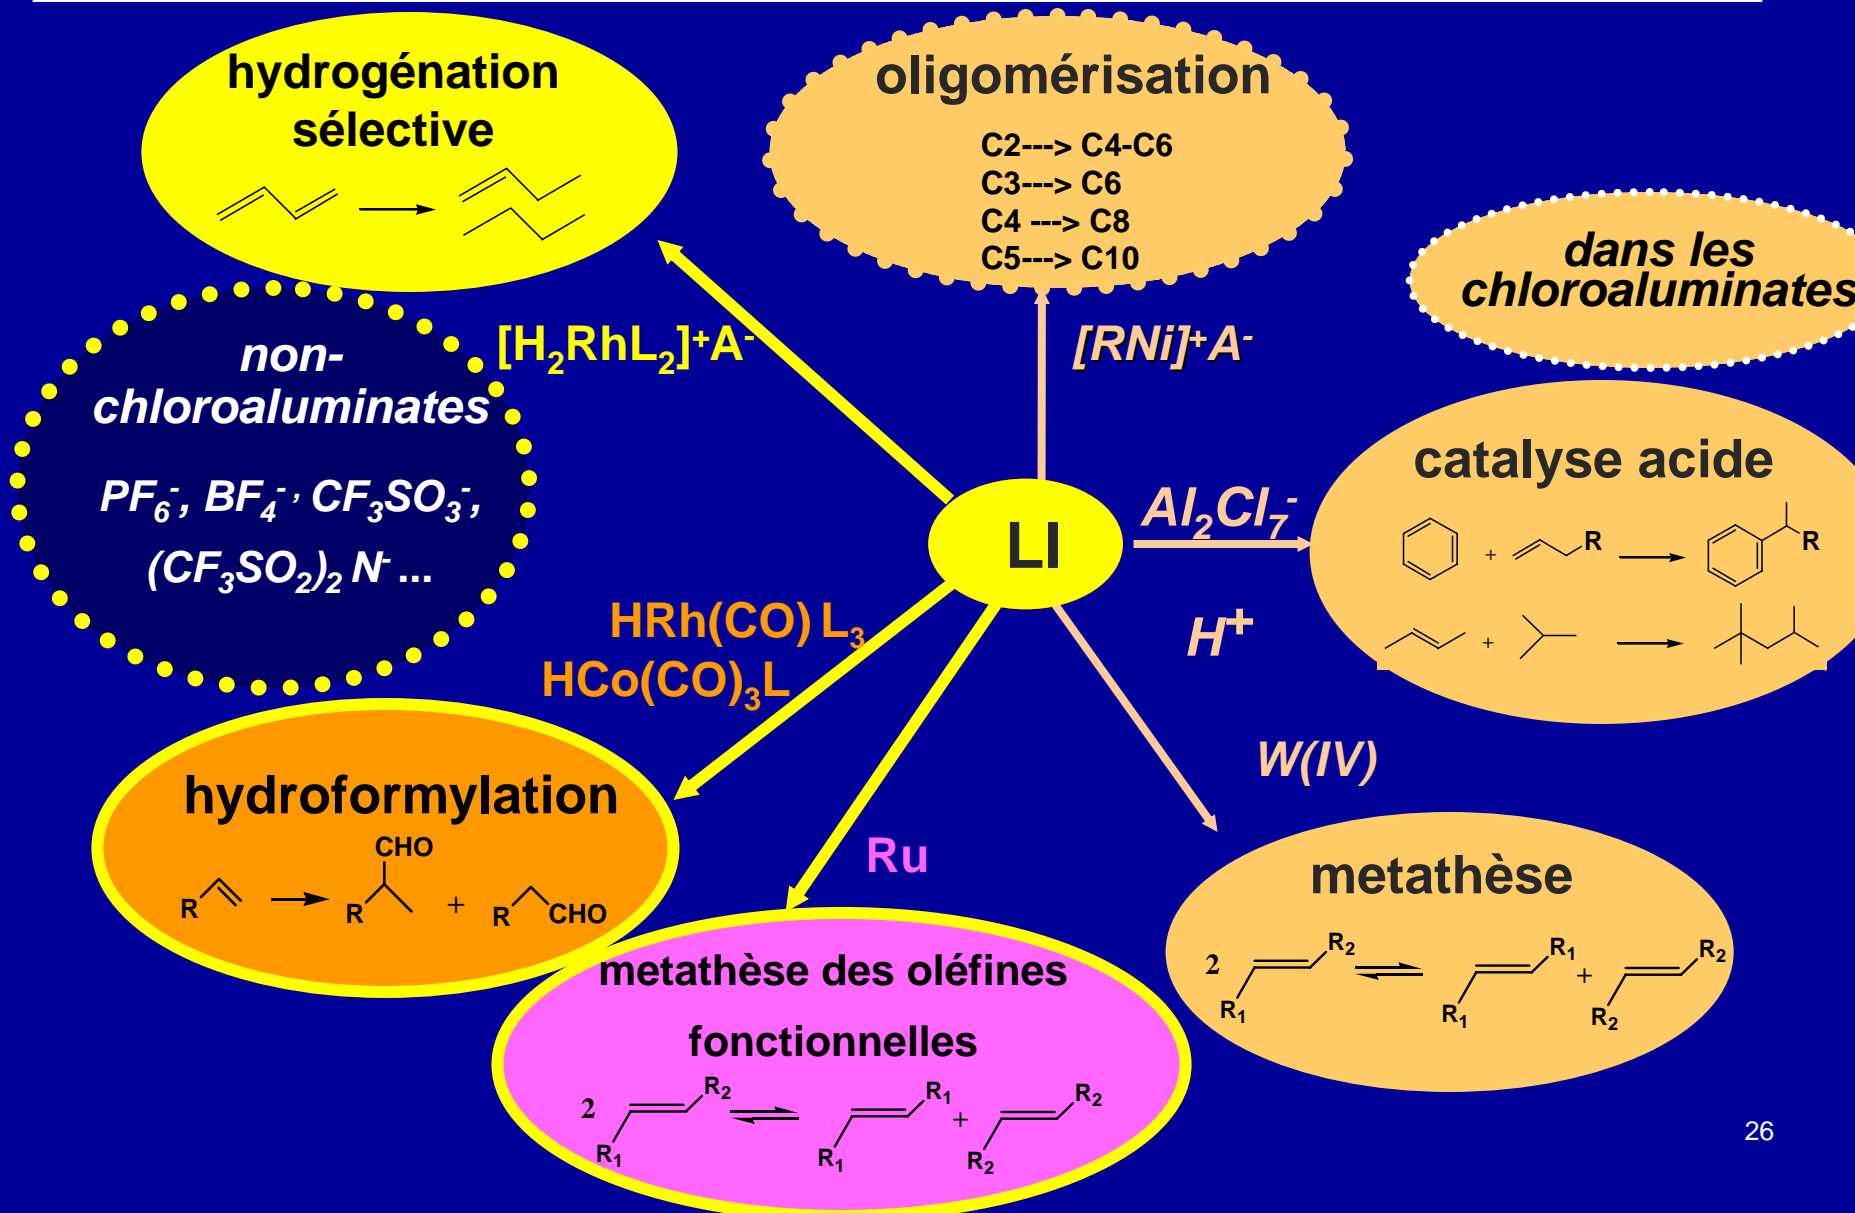 hydrogénation
sélective
oligomérisation
C2---> C4-C6
C3---> C6
C4 ---> C8
C5---> C10
dans les
chloroaluminates
non-
chloroaluminates
PF6-, BF4-, CF3SO3-,
(CF3SO2)2 N- ...
[H2RhL2]+A-
[RNi]+A-
LI
Al2Cl7-
H+
catalyse acide
+ R R
+
HRh(CO) L3
HCo(CO)3L
W(IV)
Ru
hydroformylation
CHO
R R + R CHO
metathèse
2 R1 R2 R1 R1 + R2 R2
metathèse des oléfines
fonctionnelles
2 R1 R2 R1 R1 + R2 R2
26